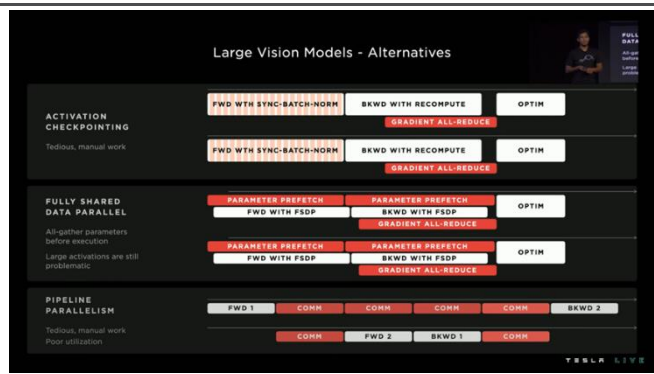 Large Vision Models - Alternatives
FULL
DATA
ACTIVATION
CHECKPOINTING
Tedious, manual work
FWD WTH SYNC-BATCH-NORM
BKWD WITH RECOMPUTE
OPTIM
GRADIENT ALL-REDUCE
FWD WTH SYNC-BATCH-NORM
BKWD WITH RECOMPUTE
OPTIM
GRADIENT ALL-REDUCE
FULLY SHARED
DATA PARALLEL
All-gather parameters
before execution
Large activations are still
problematic
PARAMETER PREFETCH
PARAMETER PREFETCH
OPTIM
FWD WITH FSDP
BKWD WITH FSDP
GRADIENT ALL-REDUCE
PARAMETER PREFETCH
PARAMETER PREFETCH
OPTIM
FWD WITH FSDP
BKWD WITH FSDP
GRADIENT ALL-REDUCE
PIPELINE
PARALLELISM
Tedious, manual work
Poor utilization
FWD 1
COMM
COMM
COMM
COMM
BKWD 2
COMM
FWD 2
BKWD 1
COMM
TESLA LIVE